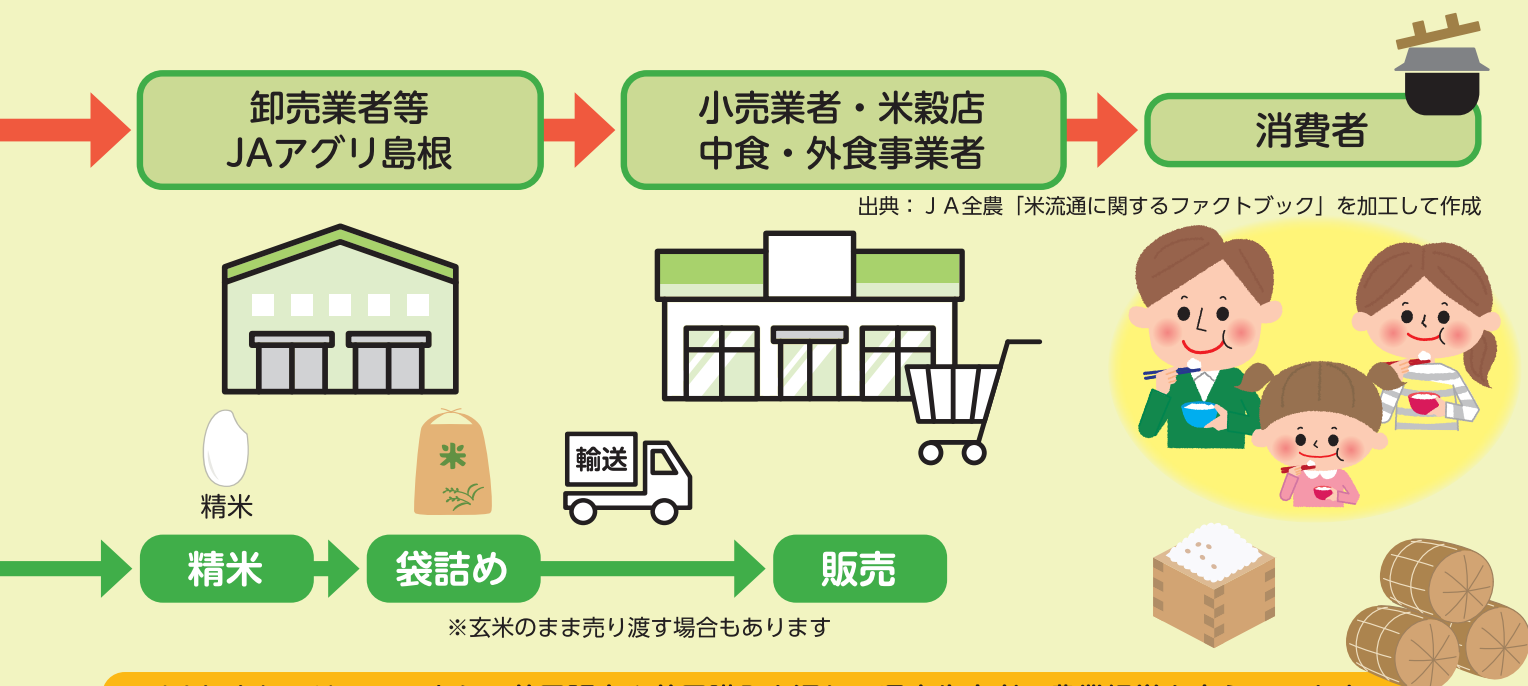 卸売業者等
JAアグリ島根
小売業者・米穀店
中食・外食事業者
消費者
出典：ＪＡ全農「米流通に関するファクトブック」を加工して作成
米
輸送
精米
精米
袋詰め
販売
※玄米のまま売り渡す場合もあります